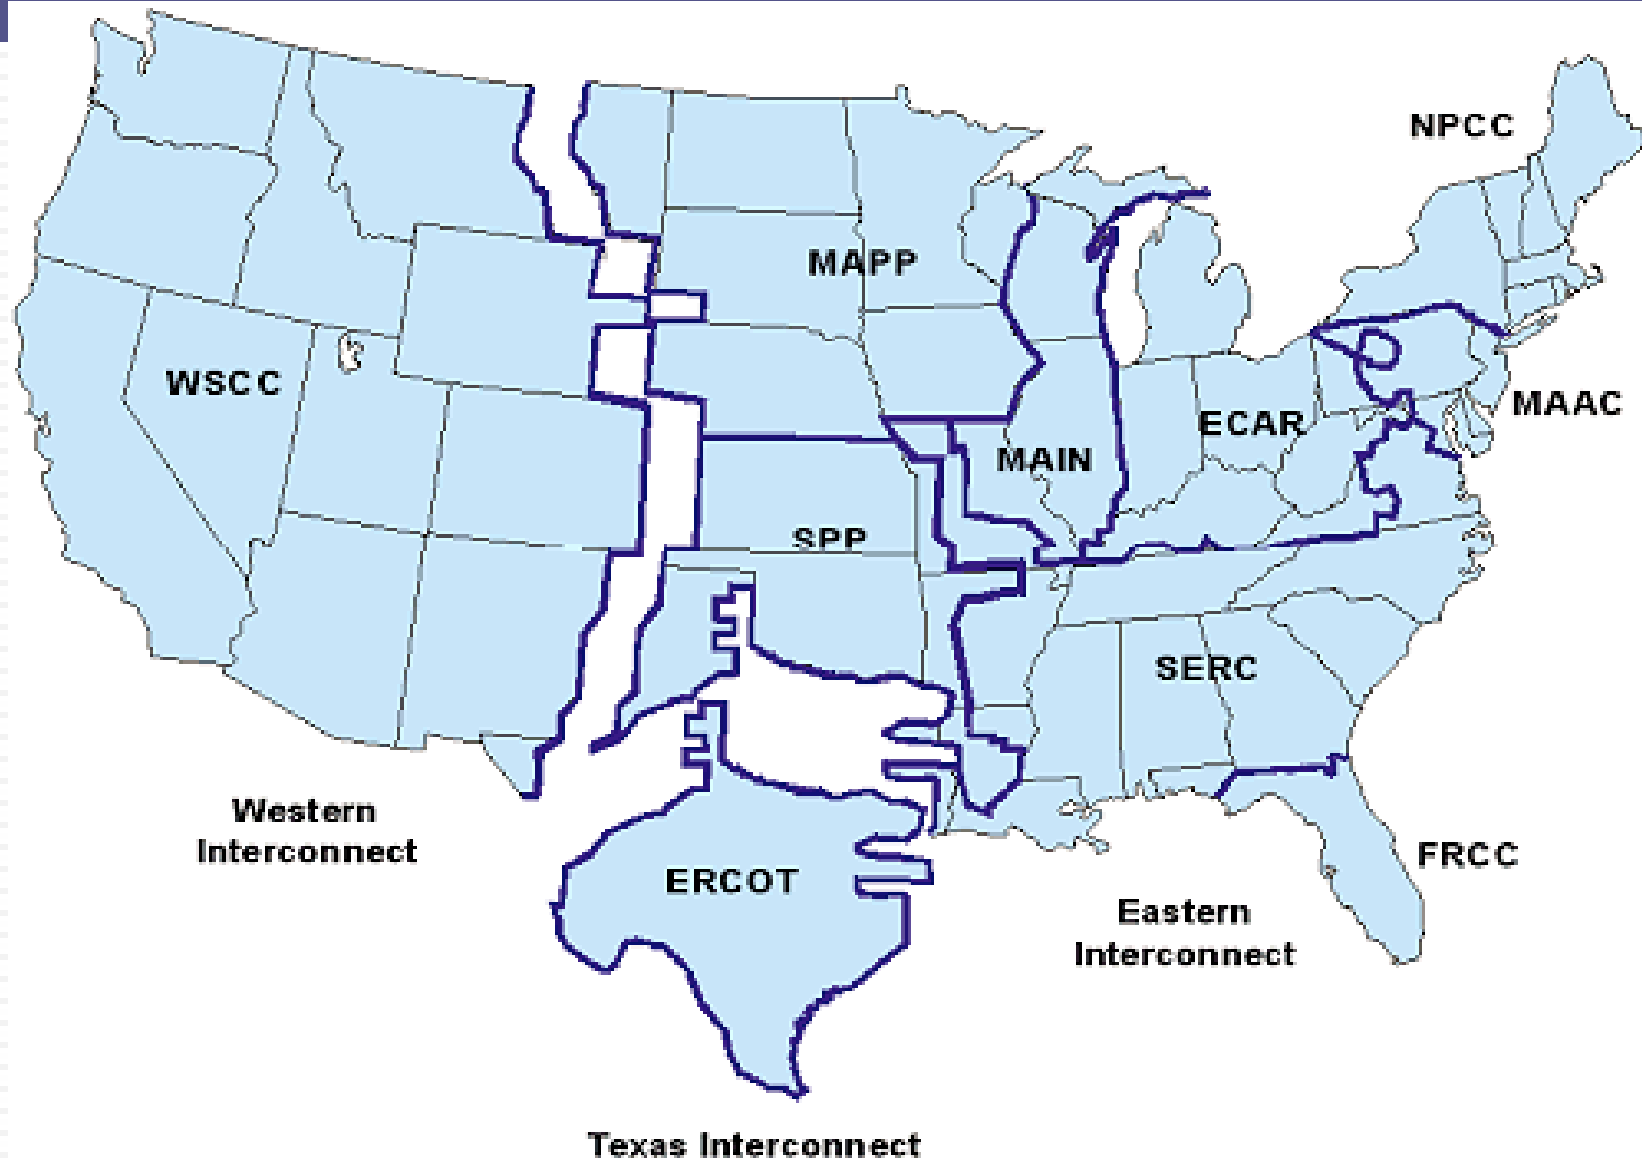 NPCC
MAPP
WSCC
MAAC
ECAR
MAIN
SPP
SERC
Western
Interconnect
FRCC
ERCOT
Eastern
Interconnect
Texas Interconnect